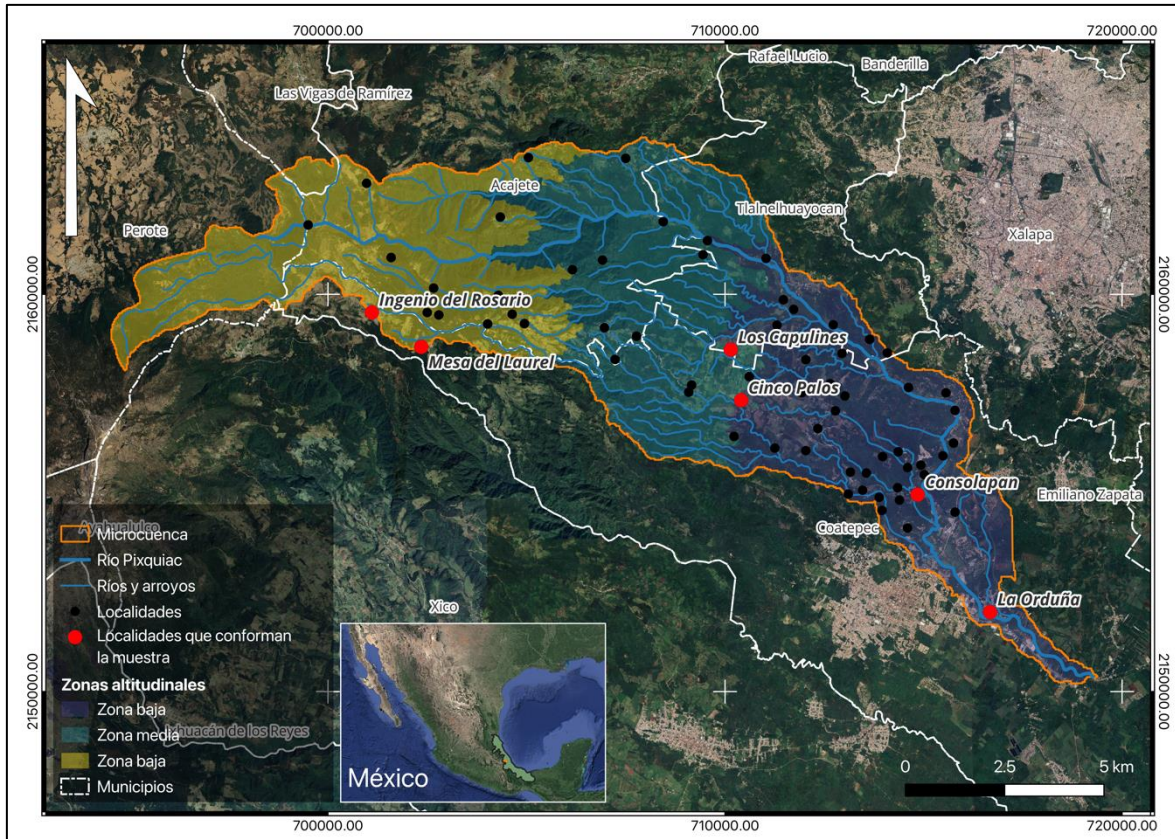 700000.00
710000.00
720000.00
Rafael Lucio
Banderilla
Las Vigas de Ramírez
Acajete
Tlalnelhuayocan
Perote
Xalapa
2160000.00
2160000.00
Ingenio del Rosario
Los Capulines
Mesa del Laurel
Cinco Palos
Consolapan
Emiliano Zapata
Coatepec
Ayahualulco
Xico
La Orduña
Microcuenca
Río Pixquiac
Ríos y arroyos
Localidades
Localidades que conforman
la muestra
Zonas altitudinales
Zona baja
Zona media
Zona baja
Municipios
2150000.00
2150000.00
Ixhuacán de los Reyes
México
0
2.5
5 km
700000.00
710000.00
720000.00